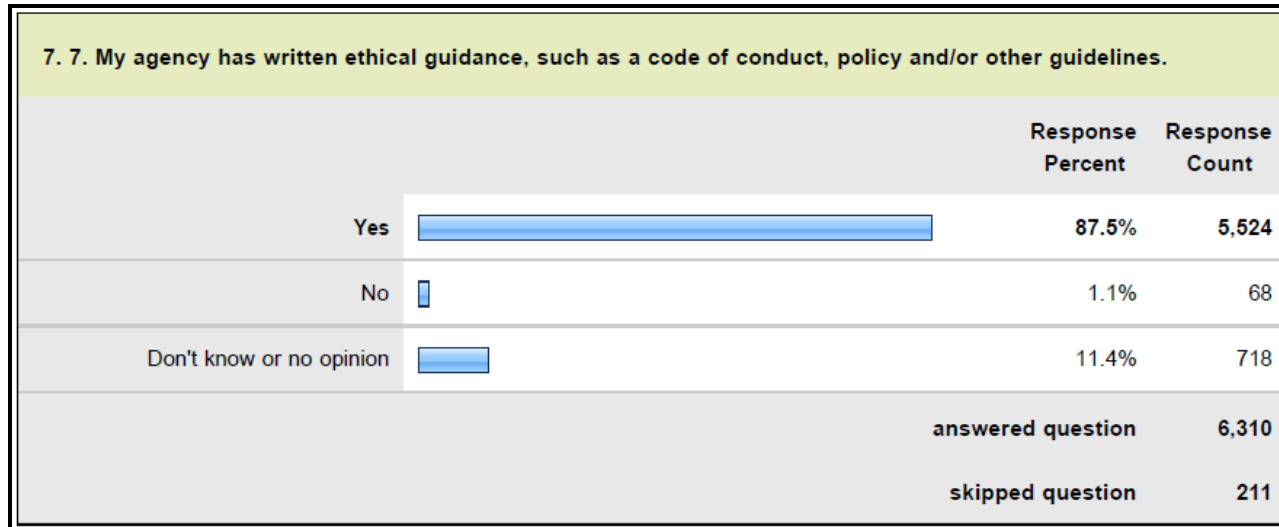 7. 7. My agency has written ethical guidance, such as a code of conduct, policy and/or other guidelines.
Response Response
Percent Count
Yes 87.5% 5,524
No 1.1% 68
Don't know or no opinion 11.4% 718
answered question 6,310
skipped question 211